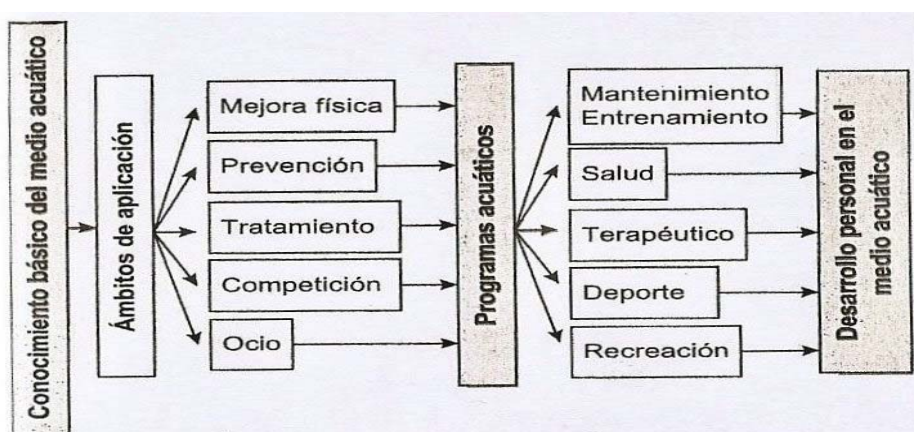 Conocimiento básico del medio acuático
Ámbitos de aplicación
Mejora física
Prevención
Tratamiento
Competición
Ocio
Programas acuáticos
Mantenimiento
Entrenamiento
Salud
Terapéutico
Deporte
Recreación
Desarrollo personal en el
medio acuático